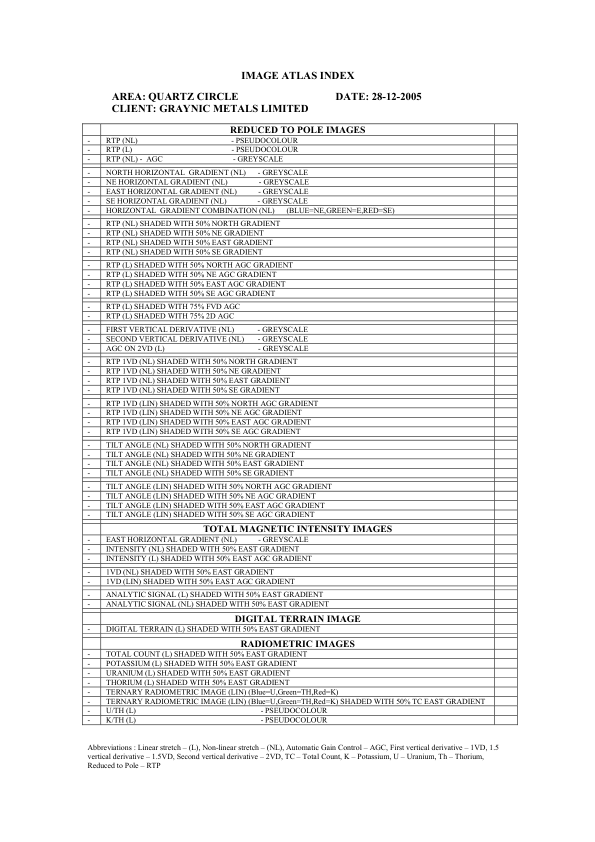 IMAGE ATLAS INDEX
AREA: QUARTZ CIRCLE DATE: 28-12-2005
CLIENT: GRAYNIC METALS LIMITED
REDUCED TO POLE IMAGES
- RTP (NL) - PSEUDOCOLOUR
- RTP (L) - PSEUDOCOLOUR
- RTP (NL) - AGC - GREYSCALE
- NORTH HORIZONTAL GRADIENT (NL) - GREYSCALE
- NE HORIZONTAL GRADIENT (NL) - GREYSCALE
- EAST HORIZONTAL GRADIENT (NL) - GREYSCALE
- SE HORIZONTAL GRADIENT (NL) - GREYSCALE
- HORIZONTAL GRADIENT COMBINATION (NL) (BLUE=NE,GREEN=E,RED=SE)
- RTP (NL) SHADED WITH 50% NORTH GRADIENT
- RTP (NL) SHADED WITH 50% NE GRADIENT
- RTP (NL) SHADED WITH 50% EAST GRADIENT
- RTP (NL) SHADED WITH 50% SE GRADIENT
- RTP (L) SHADED WITH 50% NORTH AGC GRADIENT
- RTP (L) SHADED WITH 50% NE AGC GRADIENT
- RTP (L) SHADED WITH 50% EAST AGC GRADIENT
- RTP (L) SHADED WITH 50% SE AGC GRADIENT
- RTP (L) SHADED WITH 75% FVD AGC
- RTP (L) SHADED WITH 75% 2D AGC
- FIRST VERTICAL DERIVATIVE (NL) - GREYSCALE
- SECOND VERTICAL DERIVATIVE (NL) - GREYSCALE
- AGC ON 2VD (L) - GREYSCALE
- RTP 1VD (NL) SHADED WITH 50% NORTH GRADIENT
- RTP 1VD (NL) SHADED WITH 50% NE GRADIENT
- RTP 1VD (NL) SHADED WITH 50% EAST GRADIENT
- RTP 1VD (NL) SHADED WITH 50% SE GRADIENT
- RTP 1VD (LIN) SHADED WITH 50% NORTH AGC GRADIENT
- RTP 1VD (LIN) SHADED WITH 50% NE AGC GRADIENT
- RTP 1VD (LIN) SHADED WITH 50% EAST AGC GRADIENT
- RTP 1VD (LIN) SHADED WITH 50% SE AGC GRADIENT
- TILT ANGLE (NL) SHADED WITH 50% NORTH GRADIENT
- TILT ANGLE (NL) SHADED WITH 50% NE GRADIENT
- TILT ANGLE (NL) SHADED WITH 50% EAST GRADIENT
- TILT ANGLE (NL) SHADED WITH 50% SE GRADIENT
- TILT ANGLE (LIN) SHADED WITH 50% NORTH AGC GRADIENT
- TILT ANGLE (LIN) SHADED WITH 50% NE AGC GRADIENT
- TILT ANGLE (LIN) SHADED WITH 50% EAST AGC GRADIENT
- TILT ANGLE (LIN) SHADED WITH 50% SE AGC GRADIENT
TOTAL MAGNETIC INTENSITY IMAGES
- EAST HORIZONTAL GRADIENT (NL) - GREYSCALE
- INTENSITY (NL) SHADED WITH 50% EAST GRADIENT
- INTENSITY (L) SHADED WITH 50% EAST AGC GRADIENT
- 1VD (NL) SHADED WITH 50% EAST GRADIENT
- 1VD (LIN) SHADED WITH 50% EAST AGC GRADIENT
- ANALYTIC SIGNAL (L) SHADED WITH 50% EAST GRADIENT
- ANALYTIC SIGNAL (NL) SHADED WITH 50% EAST GRADIENT
DIGITAL TERRAIN IMAGE
- DIGITAL TERRAIN (L) SHADED WITH 50% EAST GRADIENT
RADIOMETRIC IMAGES
- TOTAL COUNT (L) SHADED WITH 50% EAST GRADIENT
- POTASSIUM (L) SHADED WITH 50% EAST GRADIENT
- URANIUM (L) SHADED WITH 50% EAST GRADIENT
- THORIUM (L) SHADED WITH 50% EAST GRADIENT
- TERNARY RADIOMETRIC IMAGE (LIN) (Blue=U,Green=TH,Red=K)
- TERNARY RADIOMETRIC IMAGE (LIN) (Blue=U,Green=TH,Red=K) SHADED WITH 50% TC EAST GRADIENT
- U/TH (L) - PSEUDOCOLOUR
- K/TH (L) - PSEUDOCOLOUR
Abbreviations : Linear stretch – (L), Non-linear stretch – (NL), Automatic Gain Control – AGC, First vertical derivative – 1VD, 1.5
vertical derivative – 1.5VD, Second vertical derivative – 2VD, TC – Total Count, K – Potassium, U – Uranium, Th – Thorium,
Reduced to Pole – RTP